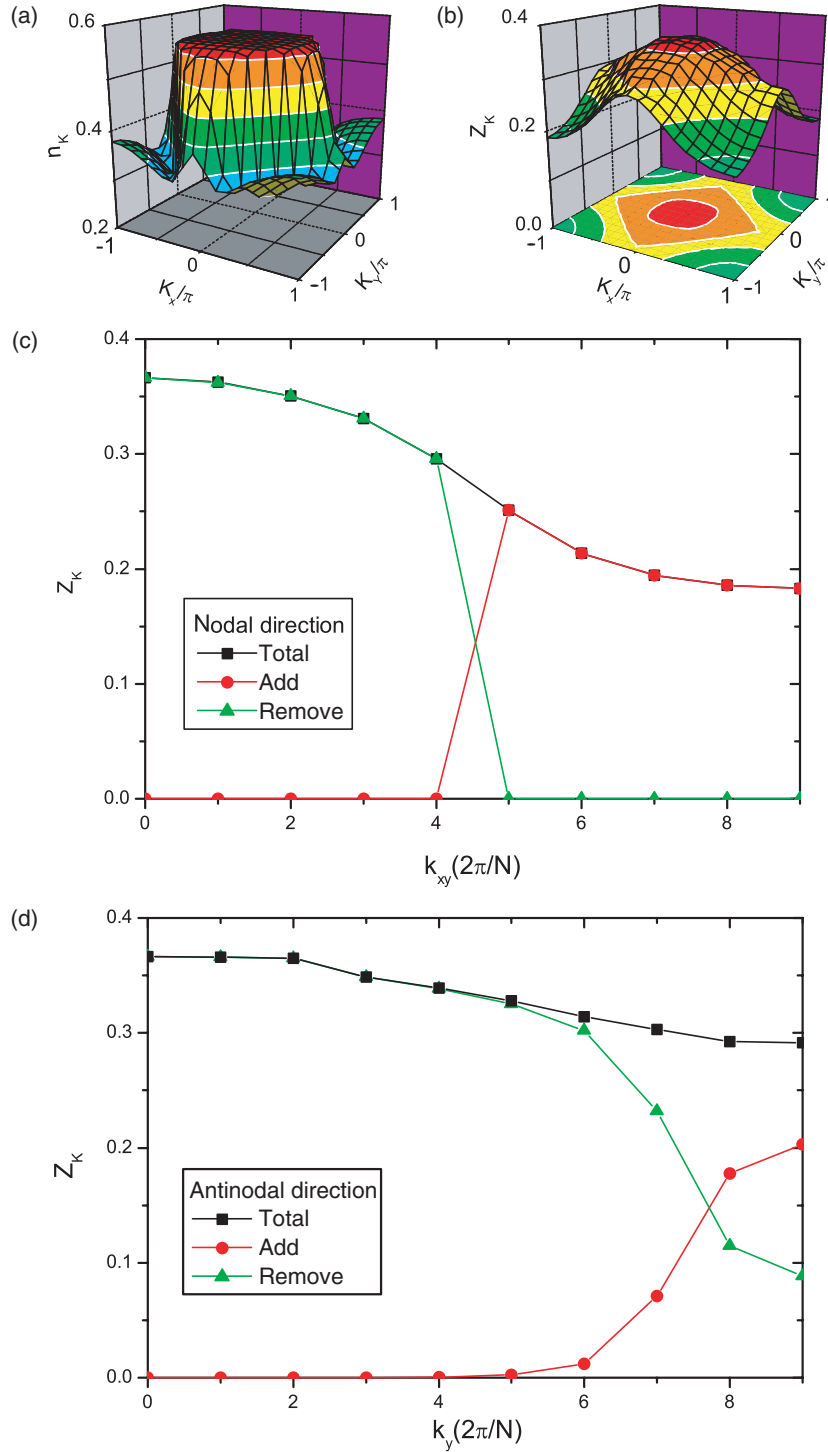 (a)
0.6
0.4
0.2
n_K
-1
0
1
K_x/π
-1
0
1
K_Y/π
(b)
0.4
0.2
0.0
Z_K
-1
0
1
K_x/π
-1
0
1
K_y/π
(c)
0.4
0.3
0.2
0.1
0.0
Z_K
Nodal direction
Total
Add
Remove
0 2 4 6 8
k_xy(2π/N)
(d)
0.4
0.3
0.2
0.1
0.0
Z_K
Antinodal direction
Total
Add
Remove
0 2 4 6 8
k_y(2π/N)